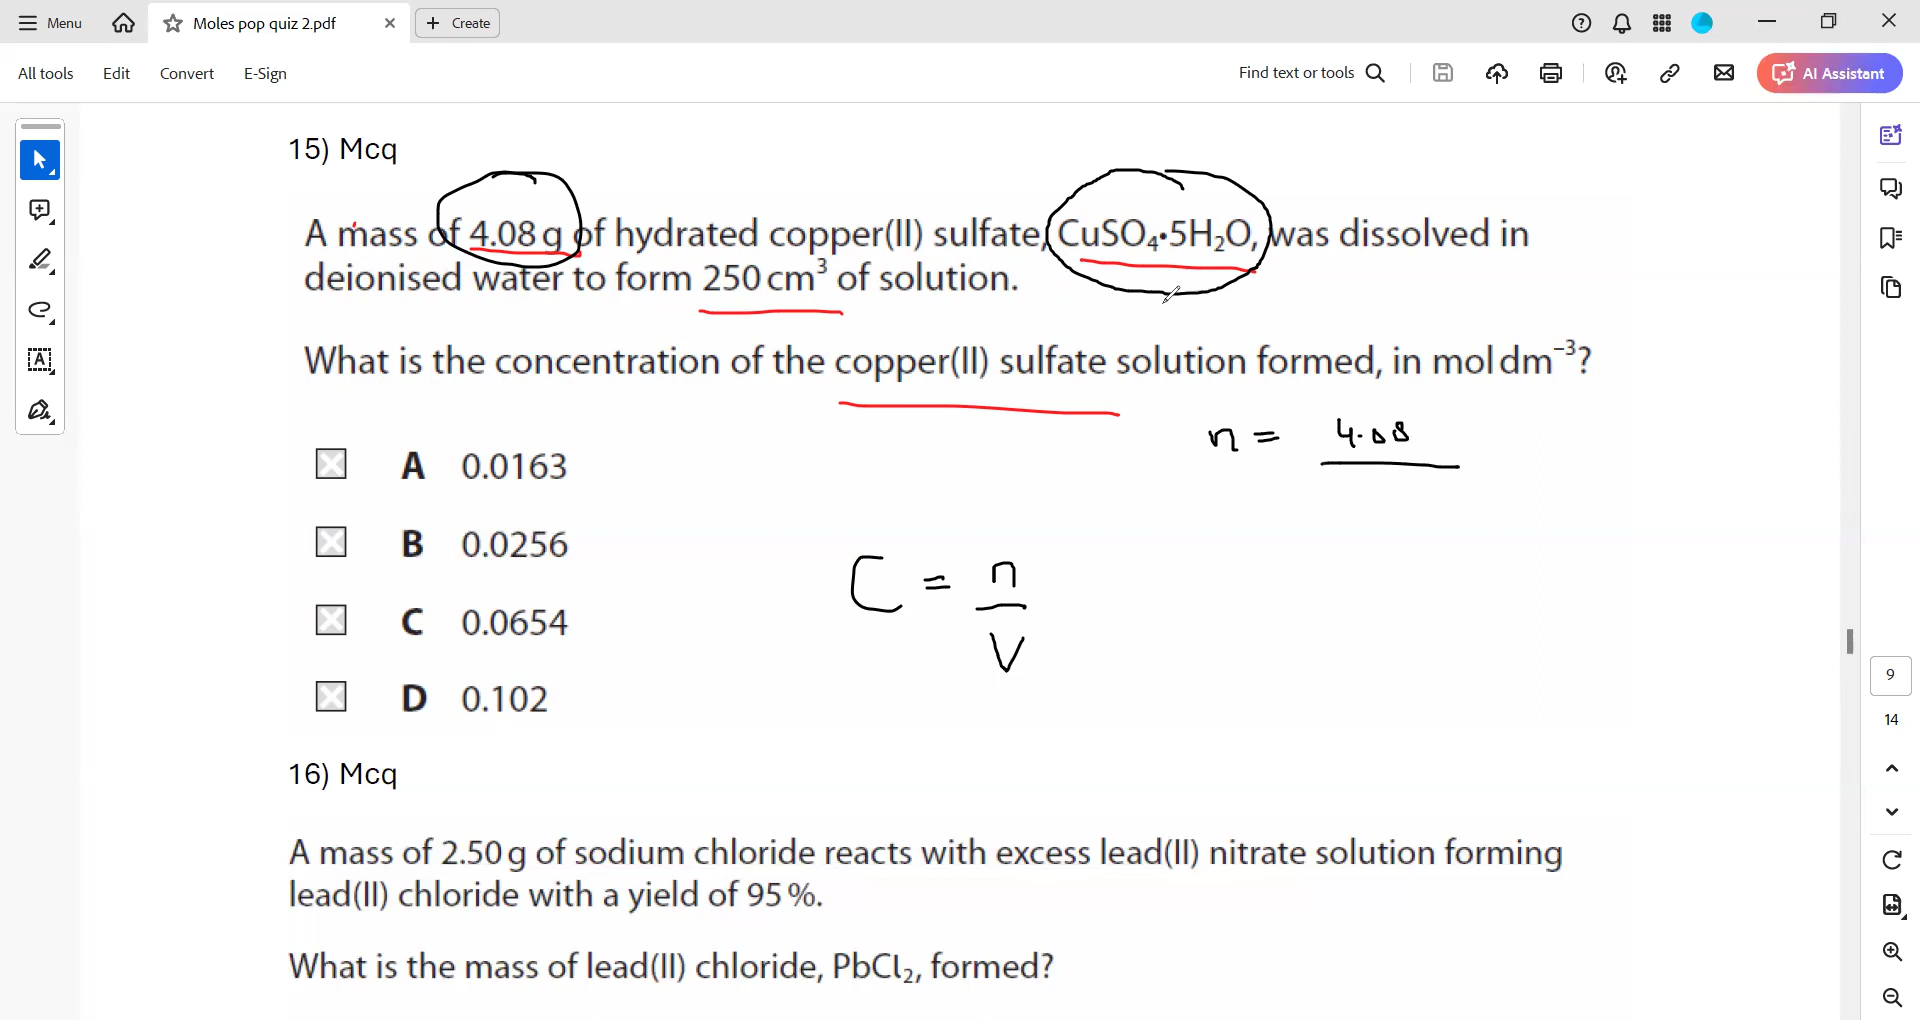 Menu
Moles pop quiz 2.pdf
Create
All tools
Edit
Convert
E-Sign
Find text or tools
AI Assistant
15) Mcq
A mass of 4.08 g of hydrated copper(II) sulfate, CuSO₄•5H₂O, was dissolved in
deionised water to form 250 cm³ of solution.
What is the concentration of the copper(II) sulfate solution formed, in mol dm⁻³?
n = 4.08
A 0.0163
B 0.0256
C 0.0654
D 0.102
C = n
V
16) Mcq
A mass of 2.50 g of sodium chloride reacts with excess lead(II) nitrate solution forming
lead(II) chloride with a yield of 95 %.
What is the mass of lead(II) chloride, PbCl₂, formed?
9
14